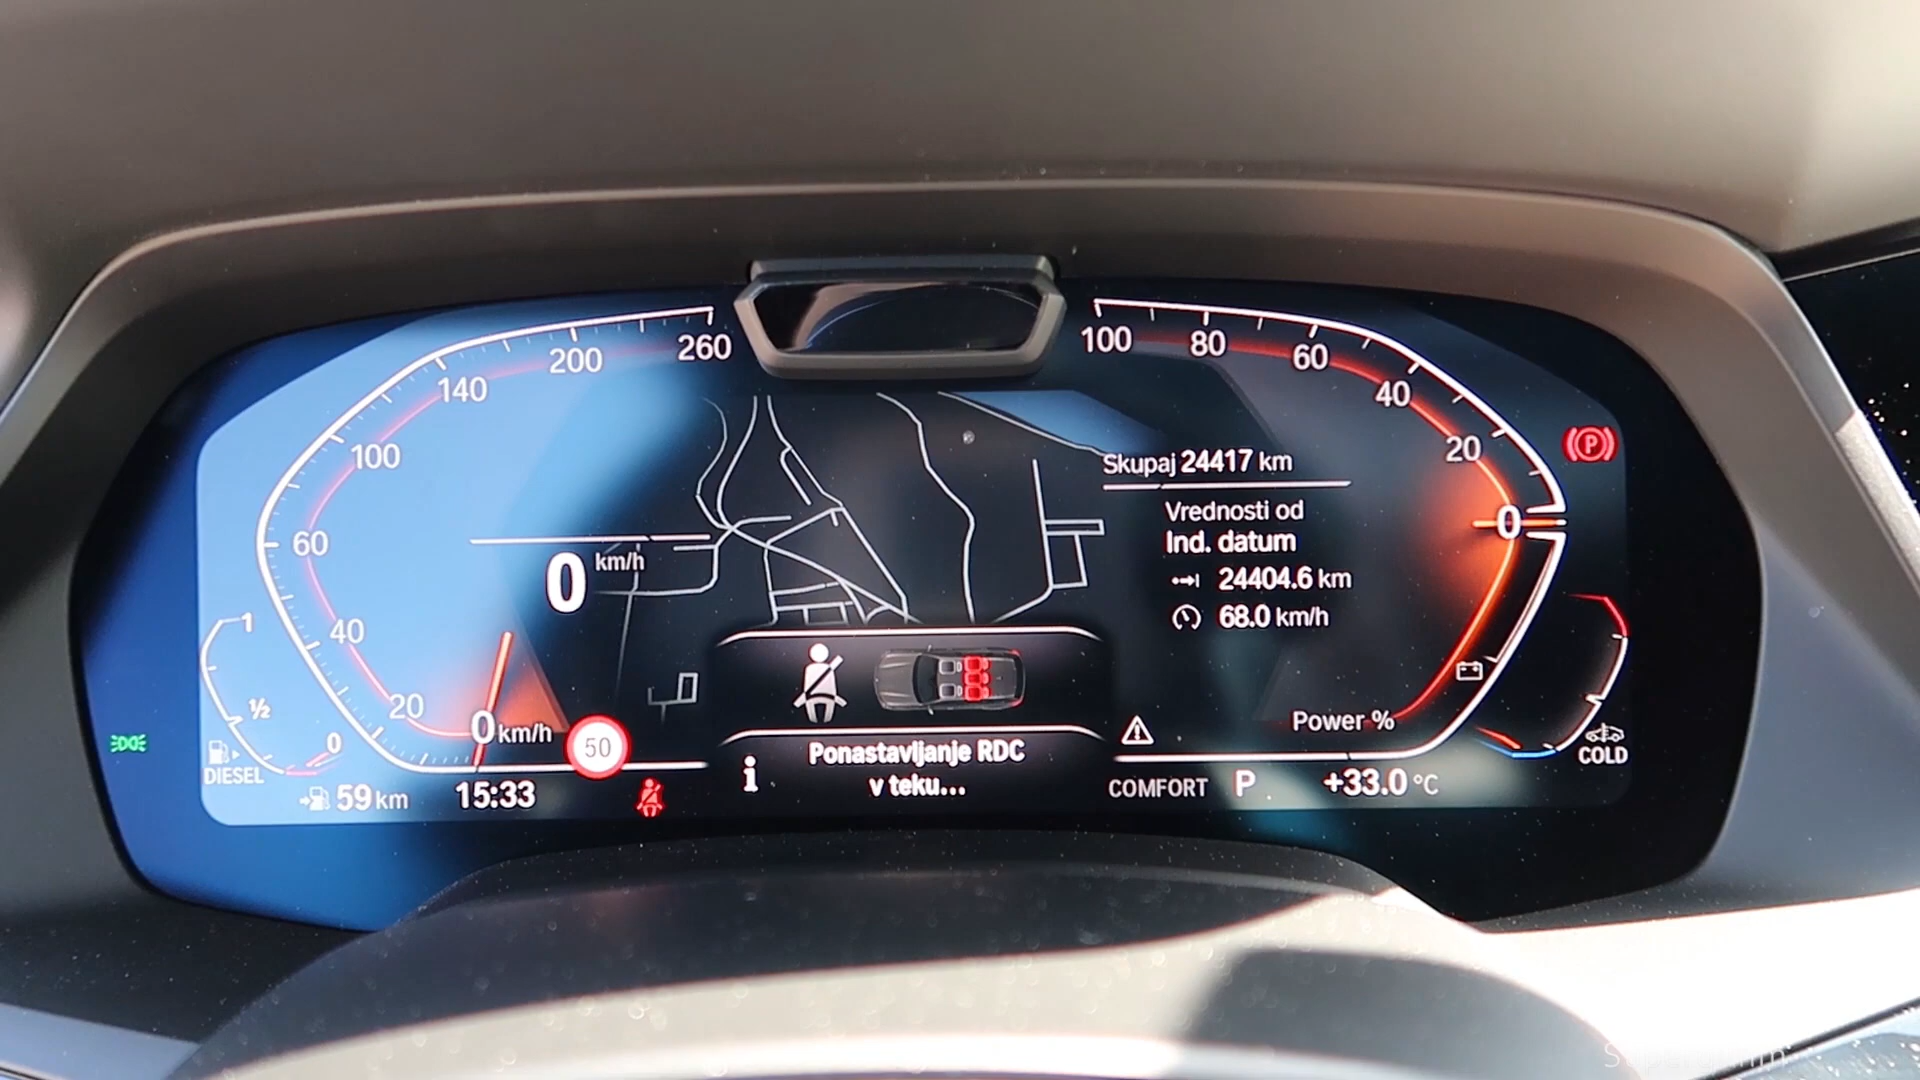 260
200
140
100
60
40
20
0 km/h
0 km/h
50
1
½
0
DIESEL
59 km
15:33
Ponastavljanje RDC
v teku...
Skupaj 24417 km
Vrednosti od
Ind. datum
24404.6 km
68.0 km/h
100
80
60
40
20
0
P
Power %
COLD
COMFORT P +33.0 °C